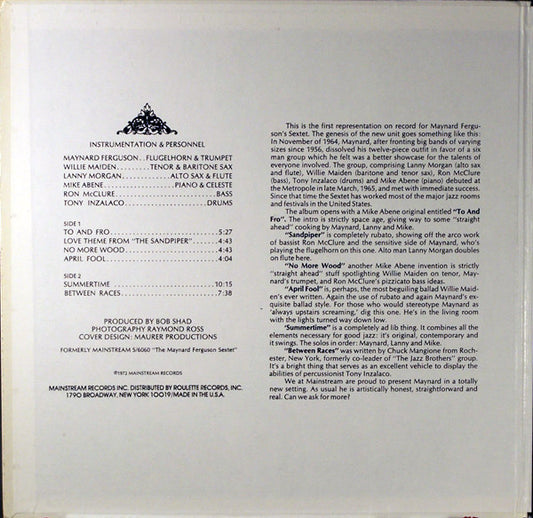 INSTRUMENTATION & PERSONNEL
MAYNARD FERGUSON . . FLUGELHORN & TRUMPET
WILLIE MAIDEN . . . . . . . . TENOR & BARITONE SAX
LANNY MORGAN . . . . . . . . . . . . ALTO SAX & FLUTE
MIKE ABENE . . . . . . . . . . . . . . PIANO & CELESTE
RON McCLURE . . . . . . . . . . . . . . . . . . . . . . BASS
TONY INZALACO . . . . . . . . . . . . . . . . . . DRUMS
SIDE 1
TO AND FRO . . . . . . . . . . . . . . . . . . . . . . . 5:27
LOVE THEME FROM "THE SANDPIPER" . . . . . . 4:43
NO MORE WOOD . . . . . . . . . . . . . . . . . . . . 4:43
APRIL FOOL . . . . . . . . . . . . . . . . . . . . . . . 4:04
SIDE 2
SUMMERTIME . . . . . . . . . . . . . . . . . . . . . . 10:15
BETWEEN RACES . . . . . . . . . . . . . . . . . . . . 7:38
PRODUCED BY BOB SHAD
PHOTOGRAPHY RAYMOND ROSS
COVER DESIGN: MAURER PRODUCTIONS
FORMERLY MAINSTREAM S/6060 "The Maynard Ferguson Sextet"
©1973 MAINSTREAM RECORDS
MAINSTREAM RECORDS INC. DISTRIBUTED BY ROULETTE RECORDS, INC.
1790 BROADWAY, NEW YORK 10019/MADE IN THE U.S.A.
This is the first representation on record for Maynard Fergu-
son's Sextet. The genesis of the new unit goes something like this:
In November of 1964, Maynard, after fronting big bands of varying
sizes since 1956, dissolved his twelve-piece outfit in favor of a six
man group which he felt was a better showcase for the talents of
everyone involved. The group, comprising Lanny Morgan (alto sax
and flute), Willie Maiden (baritone and tenor sax), Ron McClure
(bass), Tony Inzalaco (drums) and Mike Abene (piano) debuted at
the Metropole in late March, 1965, and met with immediate success.
Since that time the Sextet has worked most of the major jazz rooms
and festivals in the United States.
The album opens with a Mike Abene original entitled "To And
Fro". The intro is strictly space age, giving way to some "straight
ahead" cooking by Maynard, Lanny and Mike.
"Sandpiper" is completely rubato, showing off the arco work
of bassist Ron McClure and the sensitive side of Maynard, who's
playing the flugelhorn on this one. Alto man Lanny Morgan doubles
on flute here.
"No More Wood" another Mike Abene invention is strictly
"straight ahead" stuff spotlighting Willie Maiden on tenor, May-
nard's trumpet, and Ron McClure's pizzicato bass ideas.
"April Fool" is, perhaps, the most beguiling ballad Willie Maid-
en's ever written. Again the use of rubato and again Maynard's ex-
quisite ballad style. For those who would stereotype Maynard as
'always upstairs screaming,' dig this one. He's in the living room
with the lights turned way down low.
'Summertime" is a completely ad lib thing. It combines all the
elements necessary for good jazz: it's original, contemporary and
it swings. The solos in order: Maynard, Lanny and Mike.
"Between Races" was written by Chuck Mangione from Roch-
ester, New York, formerly co-leader of "The Jazz Brothers" group.
It's a bright thing that serves as an excellent vehicle to display the
abilities of percussionist Tony Inzalaco.
We at Mainstream are proud to present Maynard in a totally
new setting. As usual he is artistically honest, straightforward and
real. Can we ask for more?